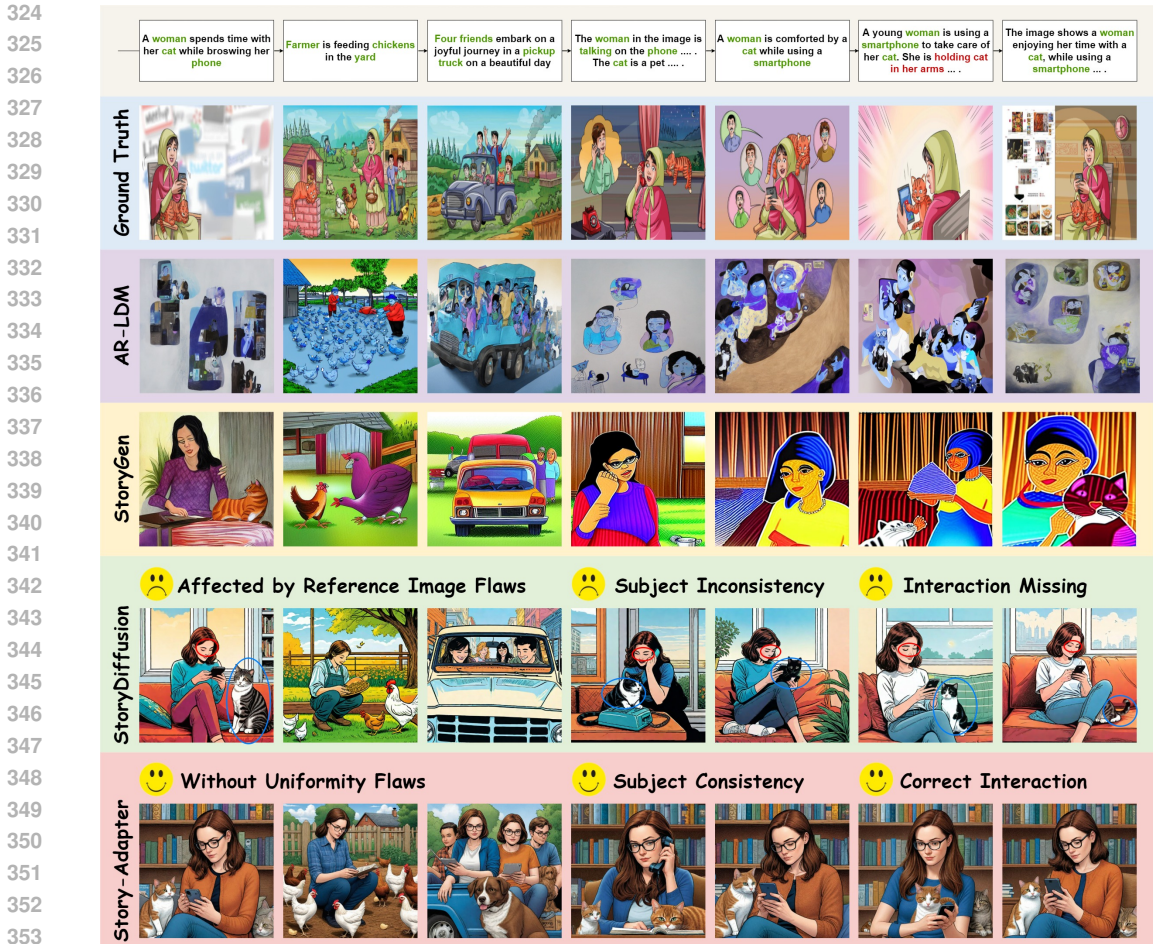 324
325
326
327
328
329
330
331
332
333
334
335
336
337
338
339
340
341
342
343
344
345
346
347
348
349
350
351
352
353
A woman spends time with
her cat while broswing her
phone
Farmer is feeding chickens
in the yard
Four friends embark on a
joyful journey in a pickup
truck on a beautiful day
The woman in the image is
talking on the phone .... .
The cat is a pet .... .
A woman is comforted by a
cat while using a
smartphone
A young woman is using a
smartphone to take care of
her cat. She is holding cat
in her arms ... .
The image shows a woman
enjoying her time with a
cat, while using a
smartphone ... .
Ground Truth
AR-LDM
StoryGen
StoryDiffusion
Affected by Reference Image Flaws
Subject Inconsistency
Interaction Missing
Story-Adapter
Without Uniformity Flaws
Subject Consistency
Correct Interaction